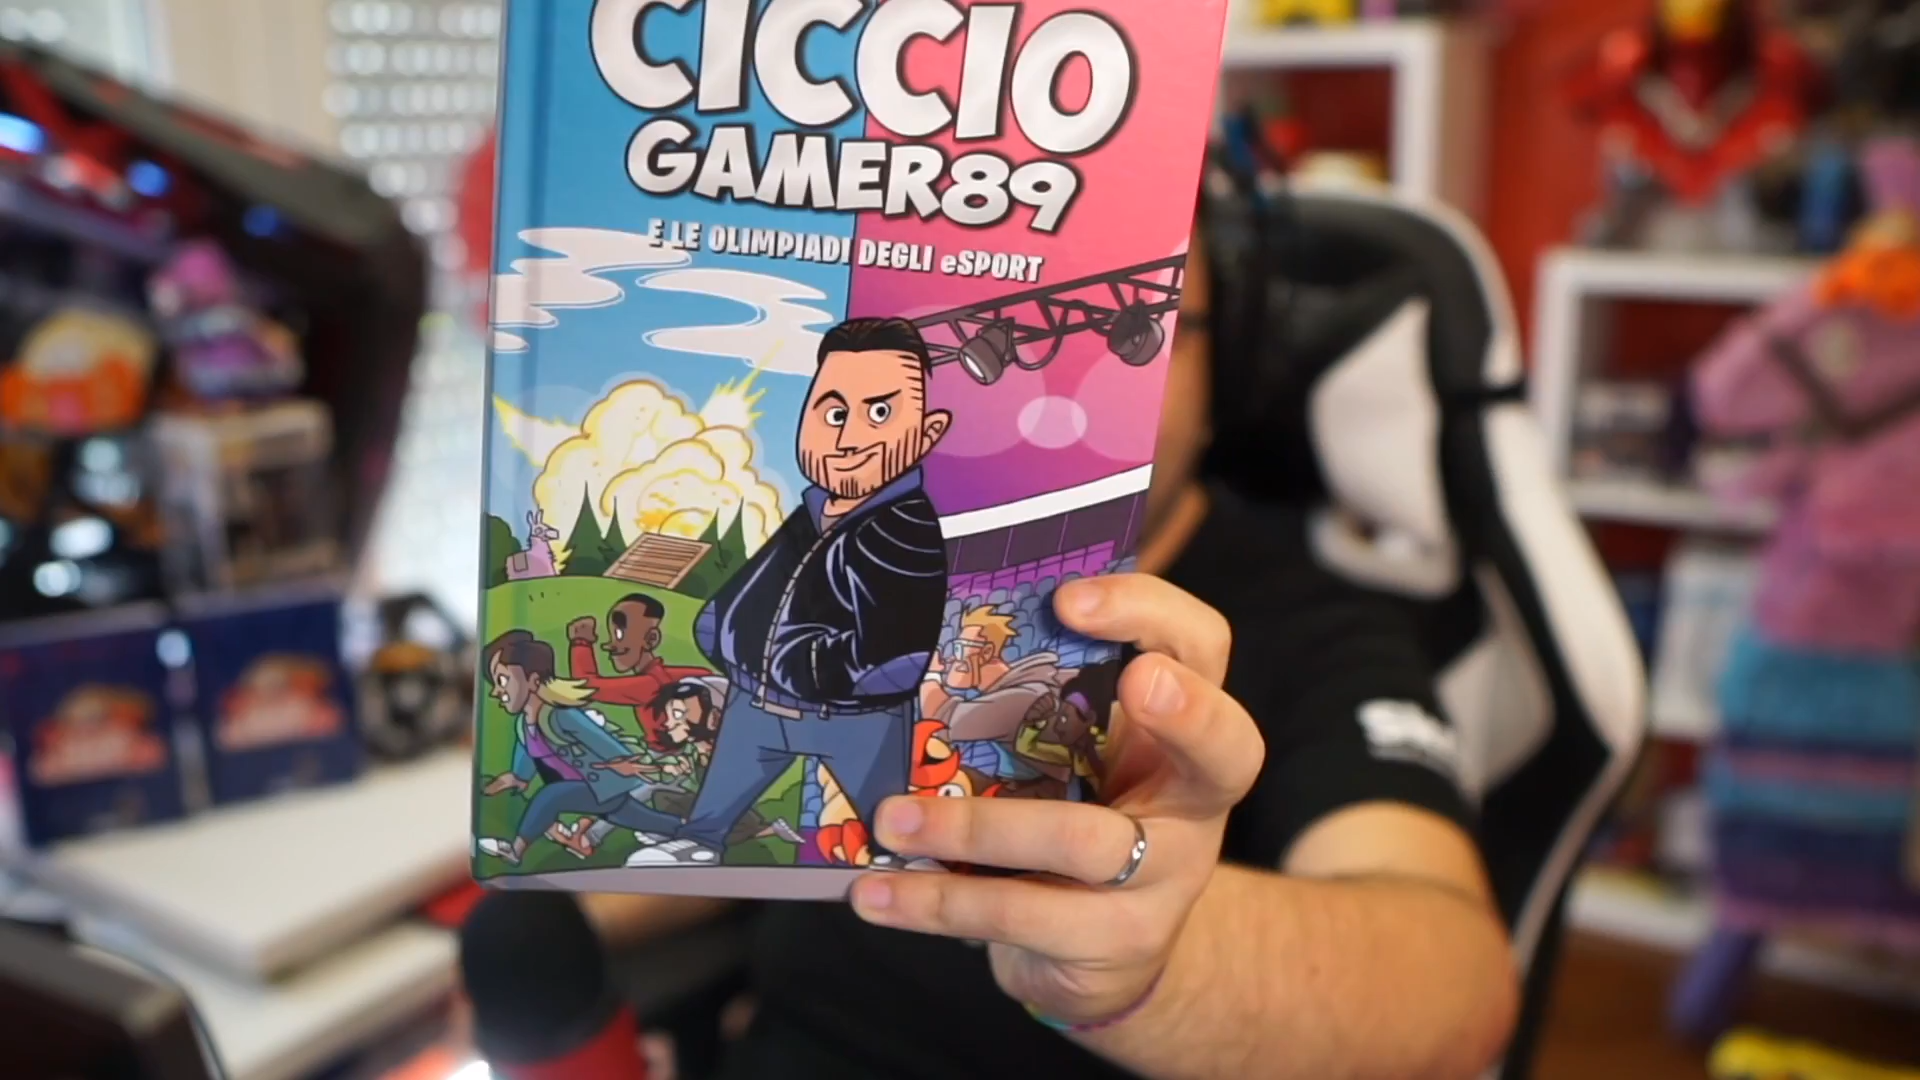 CICCIO
GAMER89
E LE OLIMPIADI DEGLI eSPORT